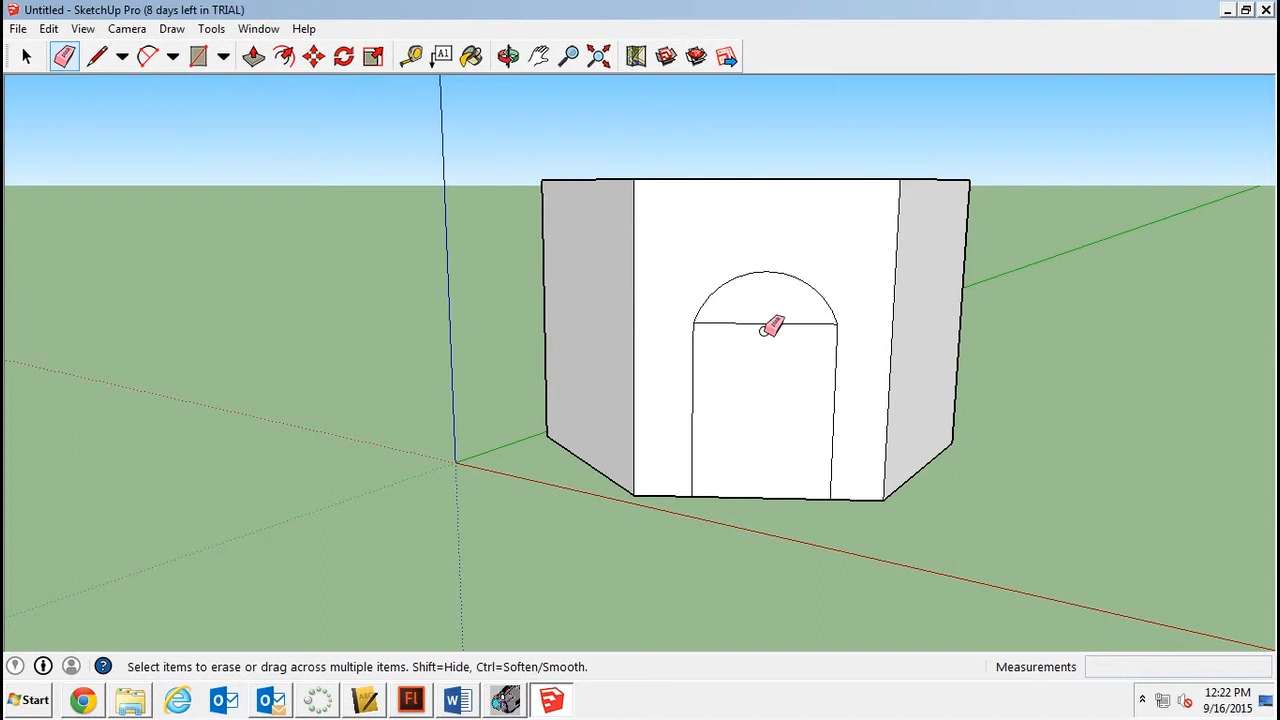 Untitled - SketchUp Pro (8 days left in TRIAL)
File Edit View Camera Draw Tools Window Help
A1
Select items to erase or drag across multiple items. Shift=Hide, Ctrl=Soften/Smooth.
Measurements
Start
Fl
12:22 PM
9/16/2015